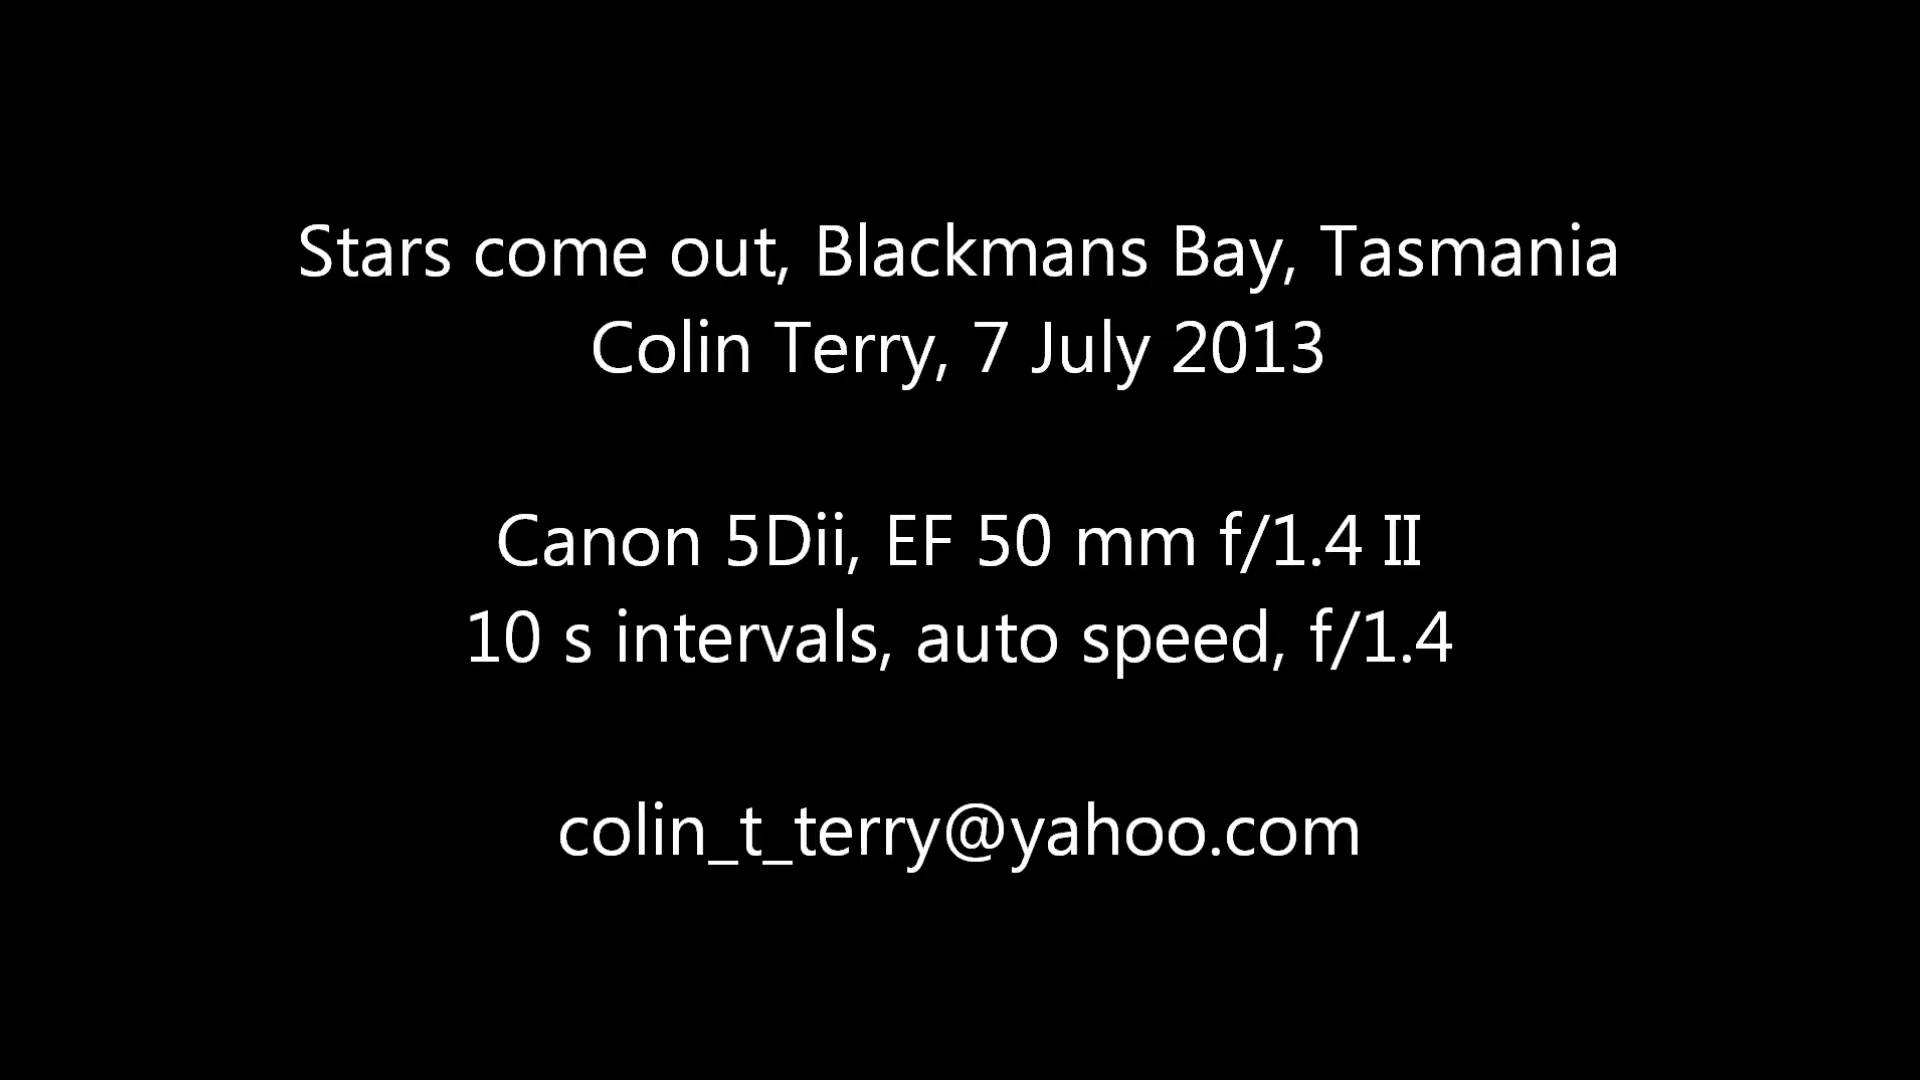 Stars come out, Blackmans Bay, Tasmania
Colin Terry, 7 July 2013
Canon 5Dii, EF 50 mm f/1.4 II
10 s intervals, auto speed, f/1.4
colin_t_terry@yahoo.com